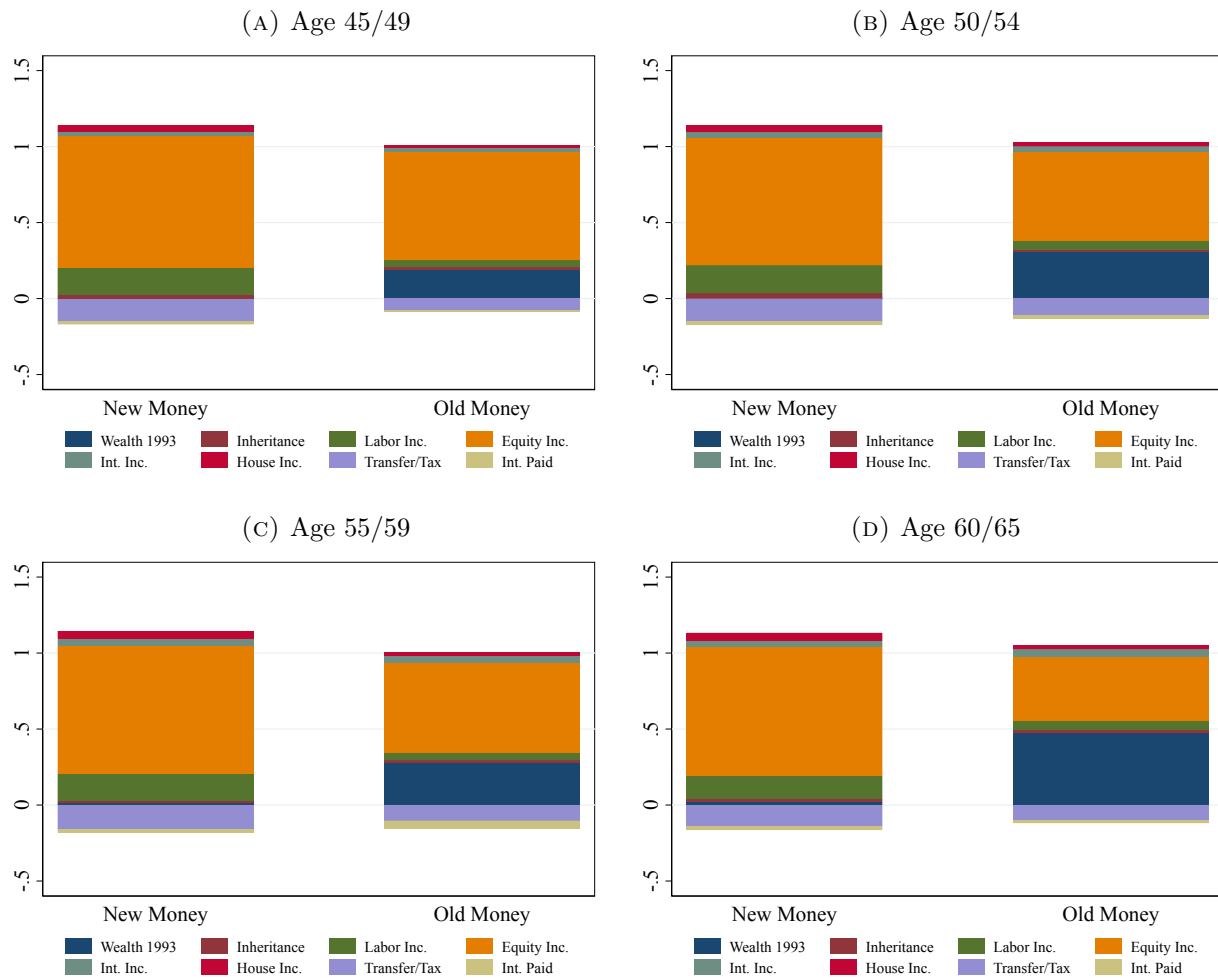 (A) Age 45/49
1.5
1
.5
0
-.5
New Money Old Money
Wealth 1993 Inheritance Labor Inc. Equity Inc.
Int. Inc. House Inc. Transfer/Tax Int. Paid
(B) Age 50/54
1.5
1
.5
0
-.5
New Money Old Money
Wealth 1993 Inheritance Labor Inc. Equity Inc.
Int. Inc. House Inc. Transfer/Tax Int. Paid
(C) Age 55/59
1.5
1
.5
0
-.5
New Money Old Money
Wealth 1993 Inheritance Labor Inc. Equity Inc.
Int. Inc. House Inc. Transfer/Tax Int. Paid
(D) Age 60/65
1.5
1
.5
0
-.5
New Money Old Money
Wealth 1993 Inheritance Labor Inc. Equity Inc.
Int. Inc. House Inc. Transfer/Tax Int. Paid